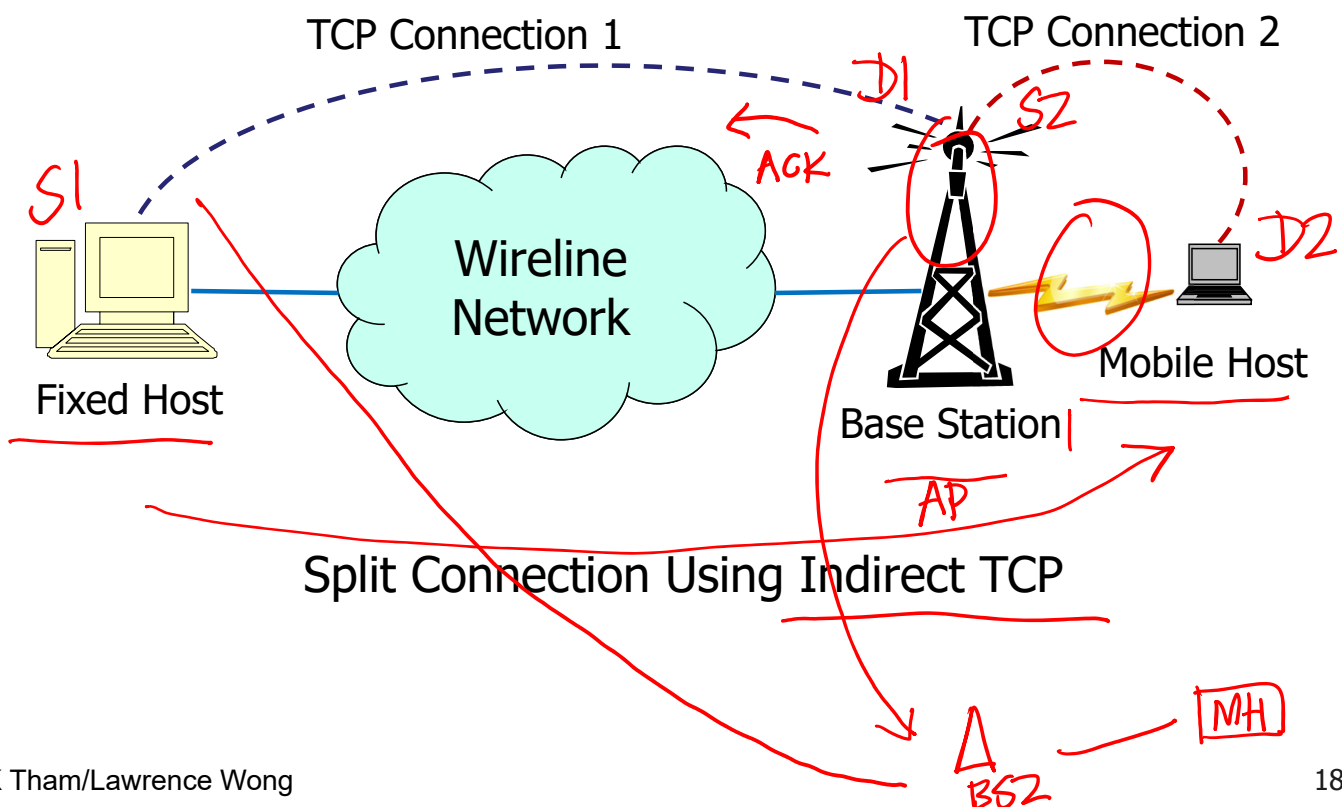 TCP Connection 1
TCP Connection 2
D1
S2
ACK
S1
D2
Wireline
Network
Fixed Host
Mobile Host
Base Station 1
AP
Split Connection Using Indirect TCP
MH
BS2
Tham/Lawrence Wong
18